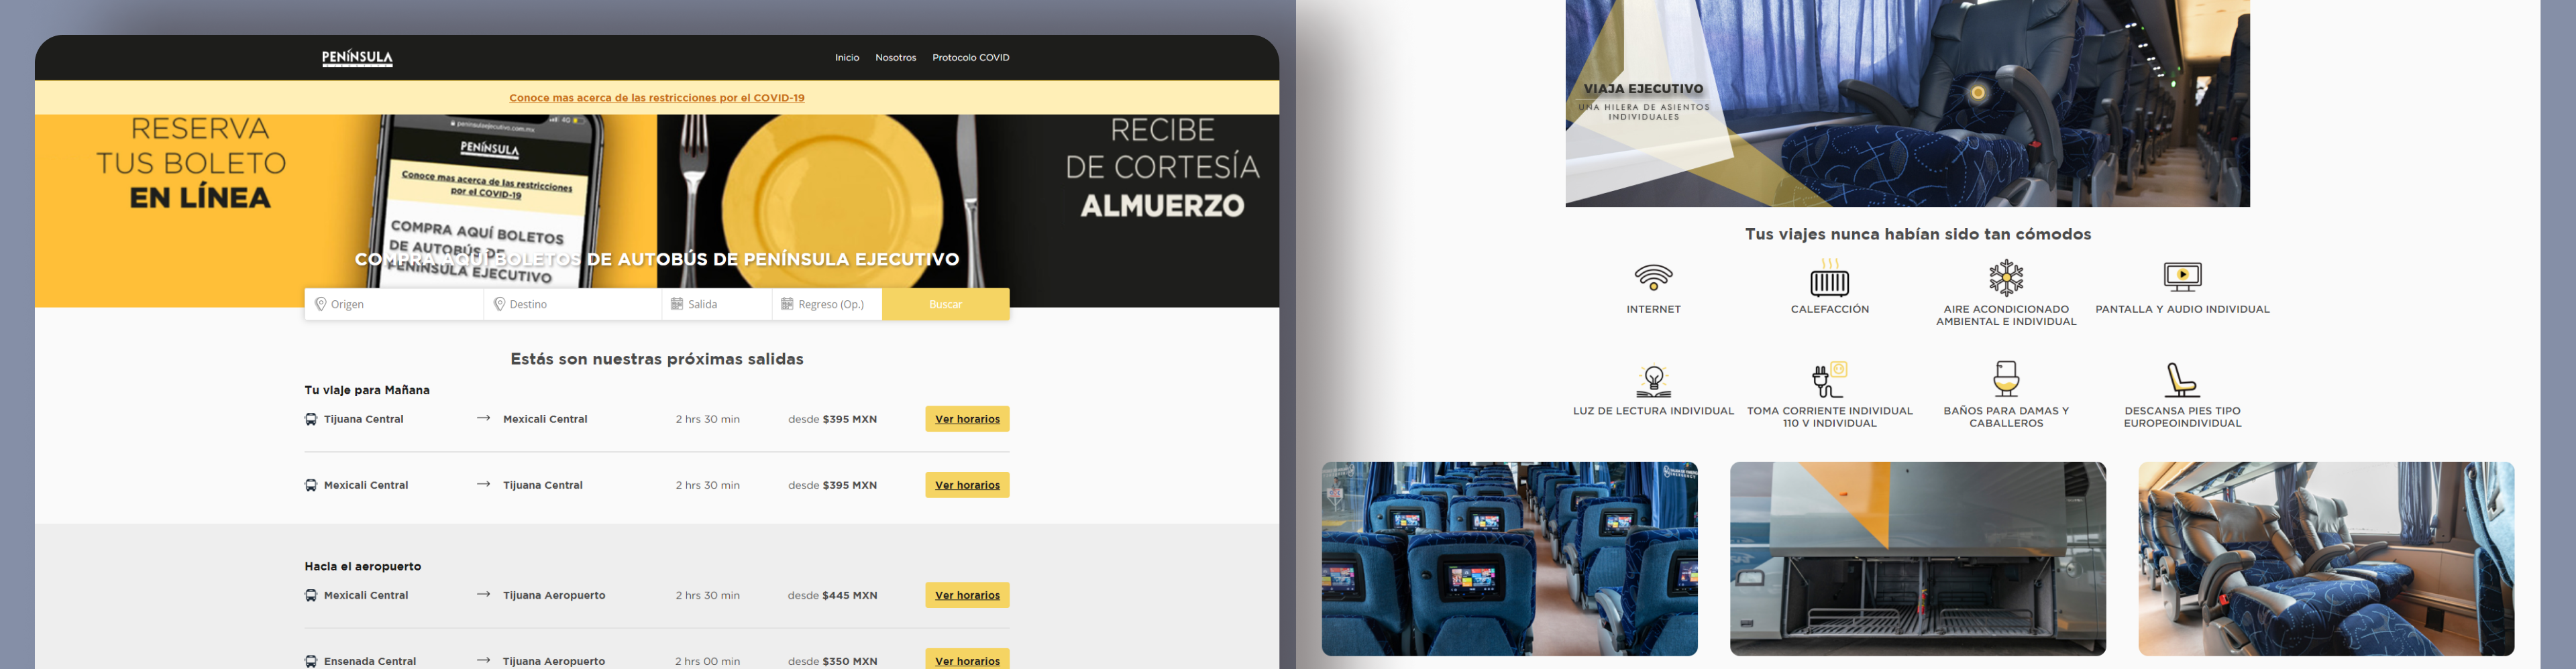 PENÍNSULA
Inicio Nosotros Protocolo COVID
Conoce mas acerca de las restricciones por el COVID-19
RESERVA
TUS BOLETO
EN LÍNEA
peninsulaejecutivo.com.mx
4G
PENÍNSULA
Conoce mas acerca de las restricciones
por el COVID-19
COMPRA AQUÍ BOLETOS
DE AUTOBÚS DE
PENÍNSULA EJECUTIVO
RECIBE
DE CORTESÍA
ALMUERZO
COMPRA AQUÍ BOLETOS DE AUTOBÚS DE PENÍNSULA EJECUTIVO
Origen Destino Salida Regreso (Op.) Buscar
Estás son nuestras próximas salidas
Tu viaje para Mañana
Tijuana Central → Mexicali Central 2 hrs 30 min desde $395 MXN Ver horarios
Mexicali Central → Tijuana Central 2 hrs 30 min desde $395 MXN Ver horarios
Hacia el aeropuerto
Mexicali Central → Tijuana Aeropuerto 2 hrs 30 min desde $445 MXN Ver horarios
Ensenada Central → Tijuana Aeropuerto 2 hrs 00 min desde $350 MXN Ver horarios
VIAJA EJECUTIVO
UNA HILERA DE ASIENTOS
INDIVIDUALES
Tus viajes nunca habían sido tan cómodos
INTERNET
CALEFACCIÓN
AIRE ACONDICIONADO
AMBIENTAL E INDIVIDUAL
PANTALLA Y AUDIO INDIVIDUAL
LUZ DE LECTURA INDIVIDUAL
TOMA CORRIENTE INDIVIDUAL
110 V INDIVIDUAL
BAÑOS PARA DAMAS Y
CABALLEROS
DESCANSA PIES TIPO
EUROPEOINDIVIDUAL